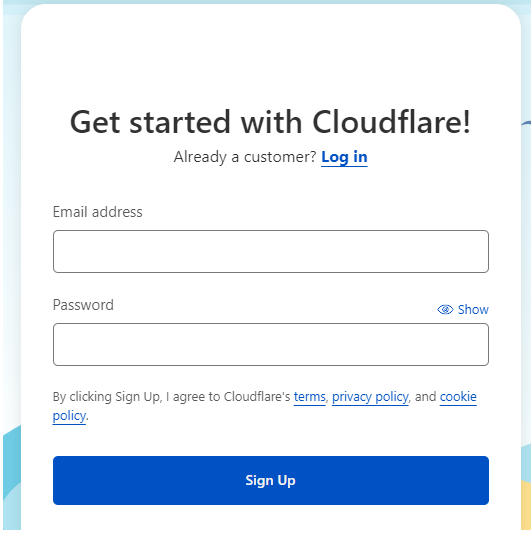 Get started with Cloudflare!
Already a customer? Log in
Email address
Password
Show
By clicking Sign Up, I agree to Cloudflare's terms, privacy policy, and cookie
policy.
Sign Up